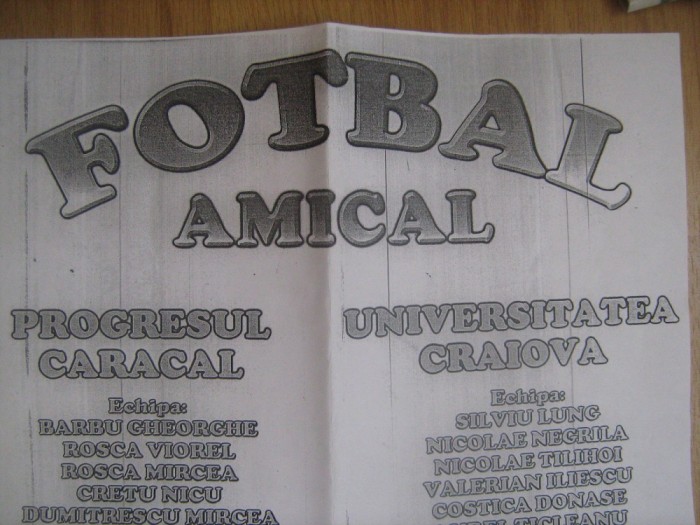 FOTBAL
AMICAL
PROGRESUL
CARACAL
Echipa:
BARBU GHEORGHE
ROSCA VIOREL
ROSCA MIRCEA
CRETU NICU
DUMITRESCU MIRCEA
UNIVERSITATEA
CRAIOVA
Echipa:
SILVIU LUNG
NICOLAE NEGRILA
NICOLAE TILIHOI
VALERIAN ILIESCU
COSTICA DONASE